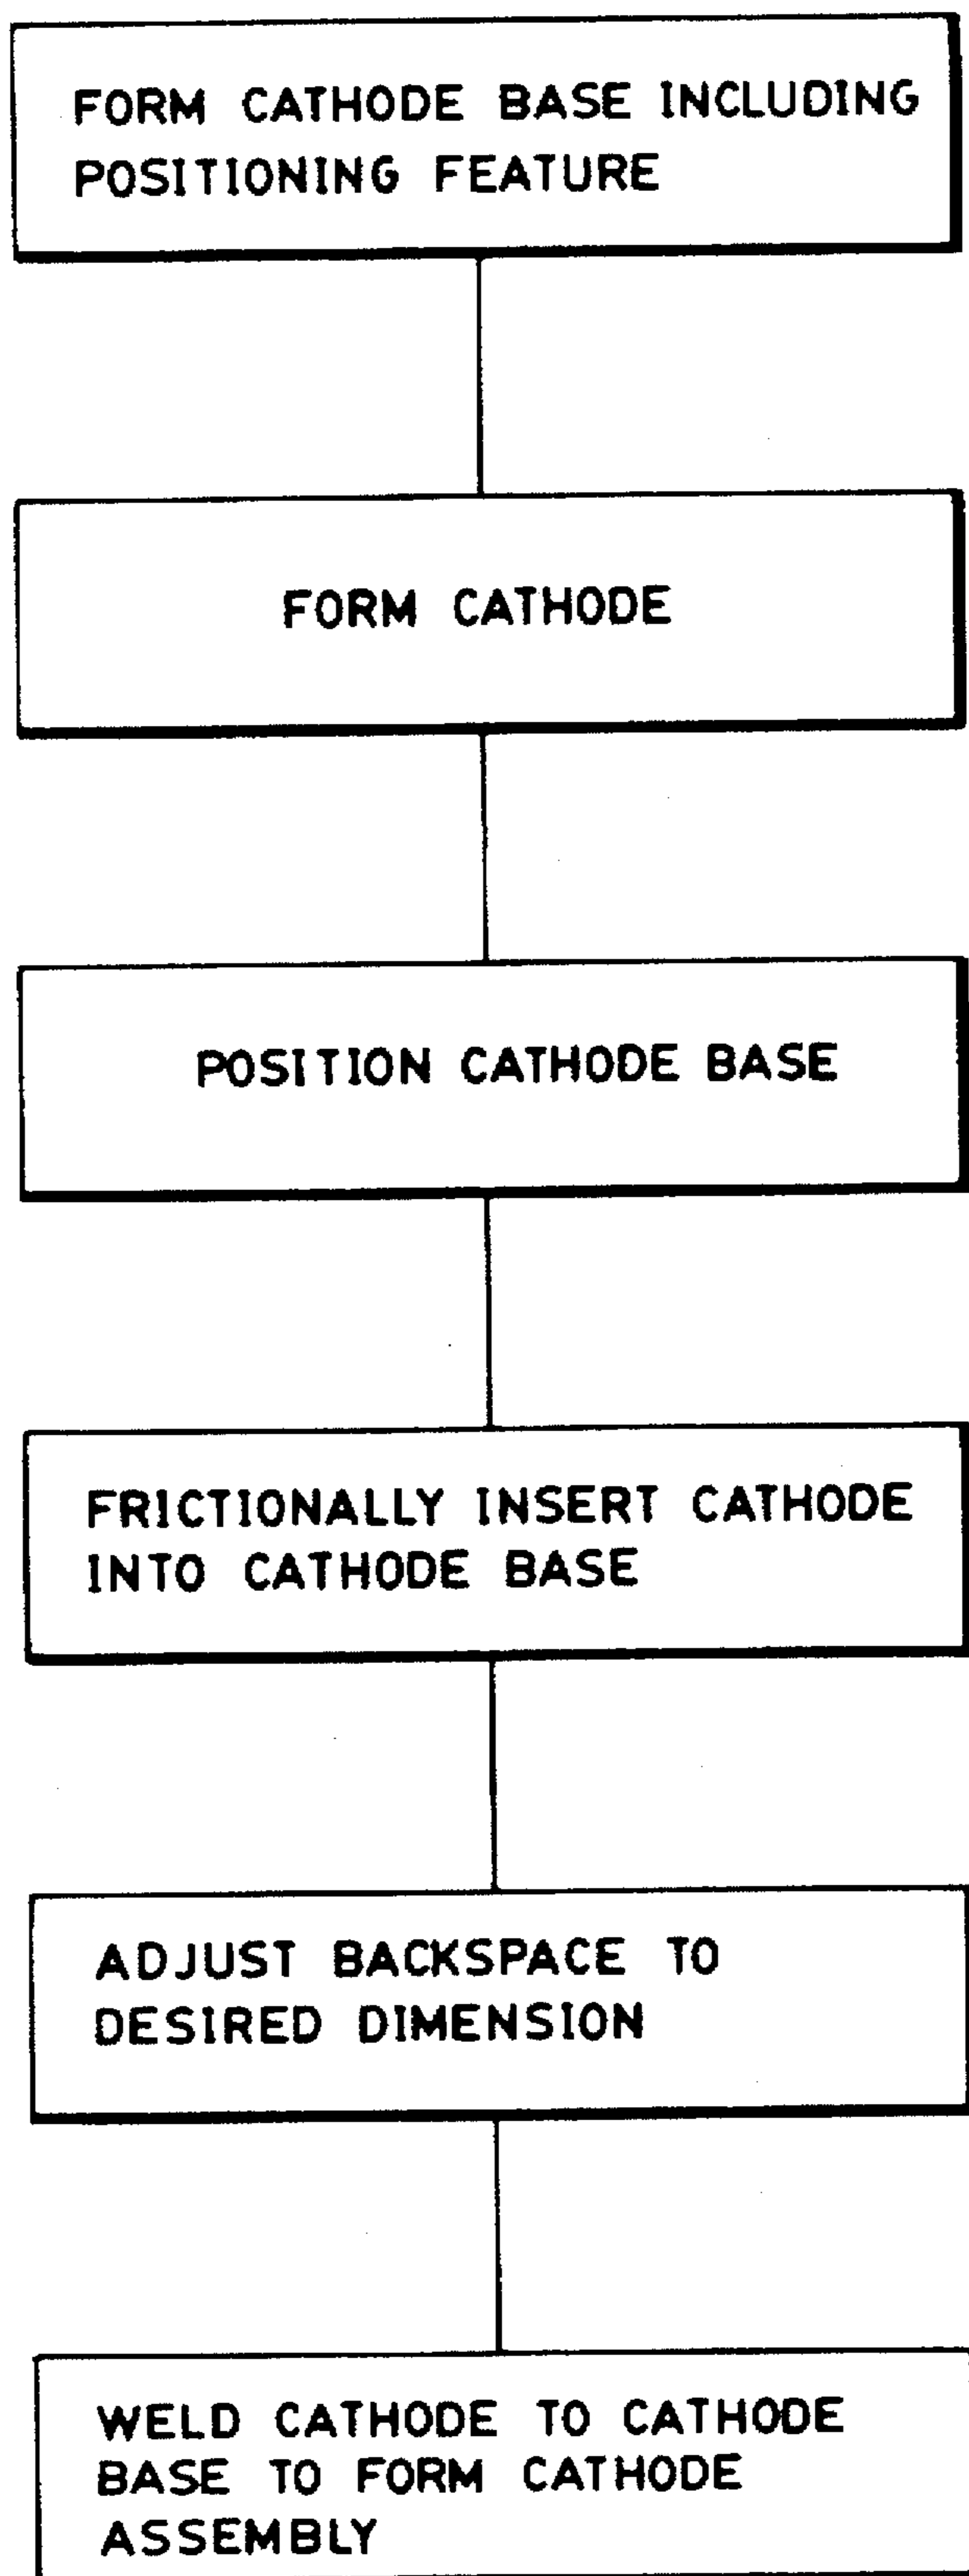 FORM CATHODE BASE INCLUDING
POSITIONING FEATURE
FORM CATHODE
POSITION CATHODE BASE
FRICTIONALLY INSERT CATHODE
INTO CATHODE BASE
ADJUST BACKSPACE TO
DESIRED DIMENSION
WELD CATHODE TO CATHODE
BASE TO FORM CATHODE
ASSEMBLY